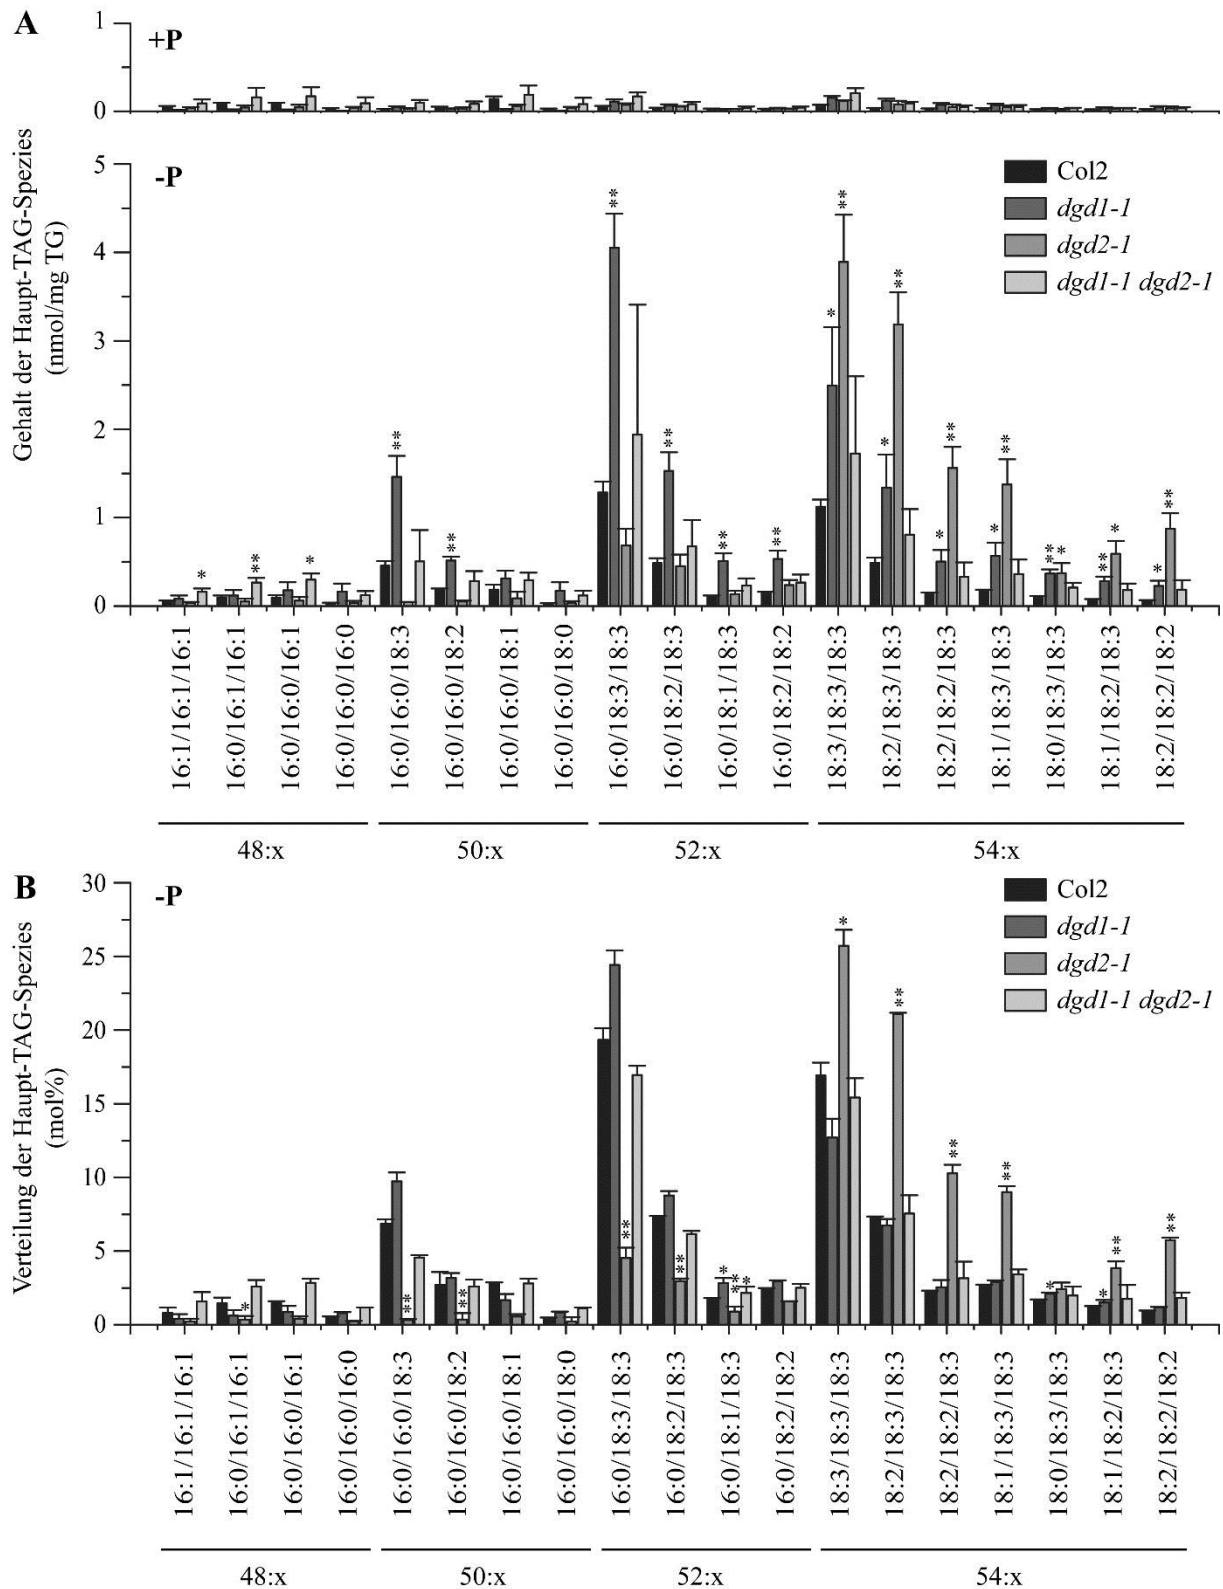 A
+P
1
0
-P
5
4
3
2
1
0
Gehalt der Haupt-TAG-Spezies
(nmol/mg TG)
Col2
dgd1-1
dgd2-1
dgd1-1 dgd2-1
** ** ** ** ** ** ** ** ** ** ** ** * * * * * * * * * *
16:1/16:1/16:1
16:0/16:1/16:1
16:0/16:0/16:1
16:0/16:0/16:0
16:0/16:0/18:3
16:0/16:0/18:2
16:0/16:0/18:1
16:0/16:0/18:0
16:0/18:3/18:3
16:0/18:2/18:3
16:0/18:1/18:3
16:0/18:2/18:2
18:3/18:3/18:3
18:2/18:3/18:3
18:2/18:2/18:3
18:1/18:3/18:3
18:0/18:3/18:3
18:1/18:2/18:3
18:2/18:2/18:2
48:x
50:x
52:x
54:x
B
-P
30
25
20
15
10
5
0
Verteilung der Haupt-TAG-Spezies
(mol%)
Col2
dgd1-1
dgd2-1
dgd1-1 dgd2-1
16:1/16:1/16:1
16:0/16:1/16:1
16:0/16:0/16:1
16:0/16:0/16:0
16:0/16:0/18:3
16:0/16:0/18:2
16:0/16:0/18:1
16:0/16:0/18:0
16:0/18:3/18:3
16:0/18:2/18:3
16:0/18:1/18:3
16:0/18:2/18:2
18:3/18:3/18:3
18:2/18:3/18:3
18:2/18:2/18:3
18:1/18:3/18:3
18:0/18:3/18:3
18:1/18:2/18:3
18:2/18:2/18:2
48:x
50:x
52:x
54:x